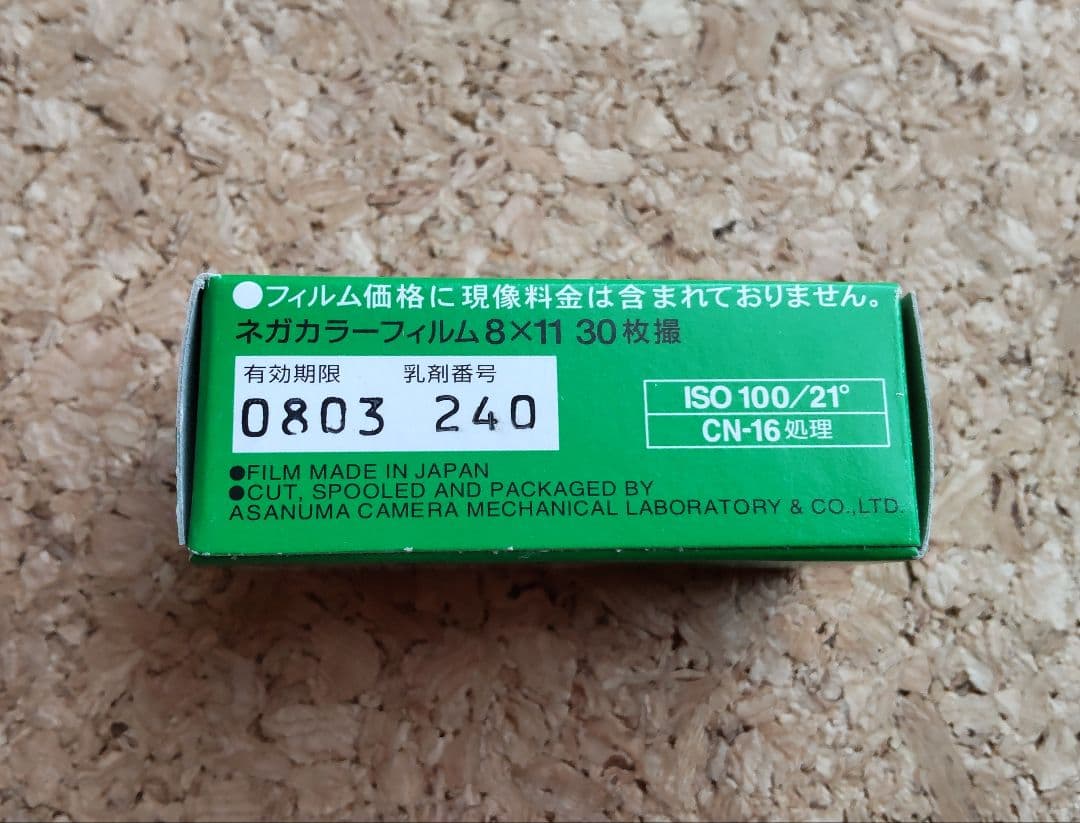 ●フィルム価格に現像料金は含まれておりません。
ネガカラーフィルム 8×11 30枚撮
有効期限 乳剤番号
0803 240
ISO 100/21°
CN-16 処理
●FILM MADE IN JAPAN
●CUT, SPOOLED AND PACKAGED BY
ASANUMA CAMERA MECHANICAL LABORATORY & CO.,LTD.